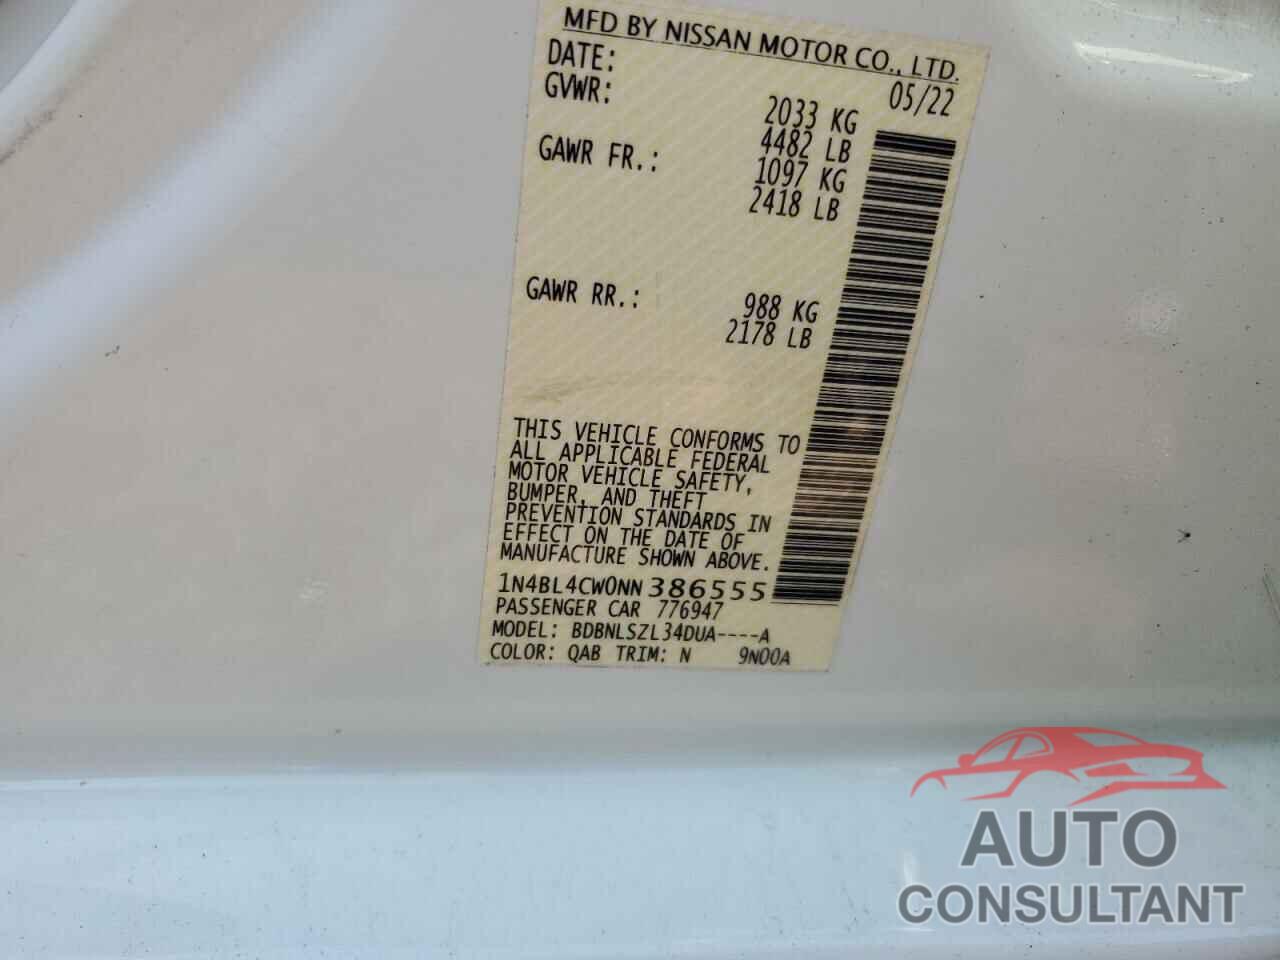 MFD BY NISSAN MOTOR CO., LTD.
DATE: 05/22
GVWR: 2033 KG
4482 LB
GAWR FR.: 1097 KG
2418 LB
GAWR RR.: 988 KG
2178 LB
THIS VEHICLE CONFORMS TO
ALL APPLICABLE FEDERAL
MOTOR VEHICLE SAFETY,
BUMPER, AND THEFT
PREVENTION STANDARDS IN
EFFECT ON THE DATE OF
MANUFACTURE SHOWN ABOVE.
1N4BL4CW0NN386555
PASSENGER CAR 776947
MODEL: BDBNLSZL34DUA----A
COLOR: QAB TRIM: N 9N00A
AUTO
CONSULTANT